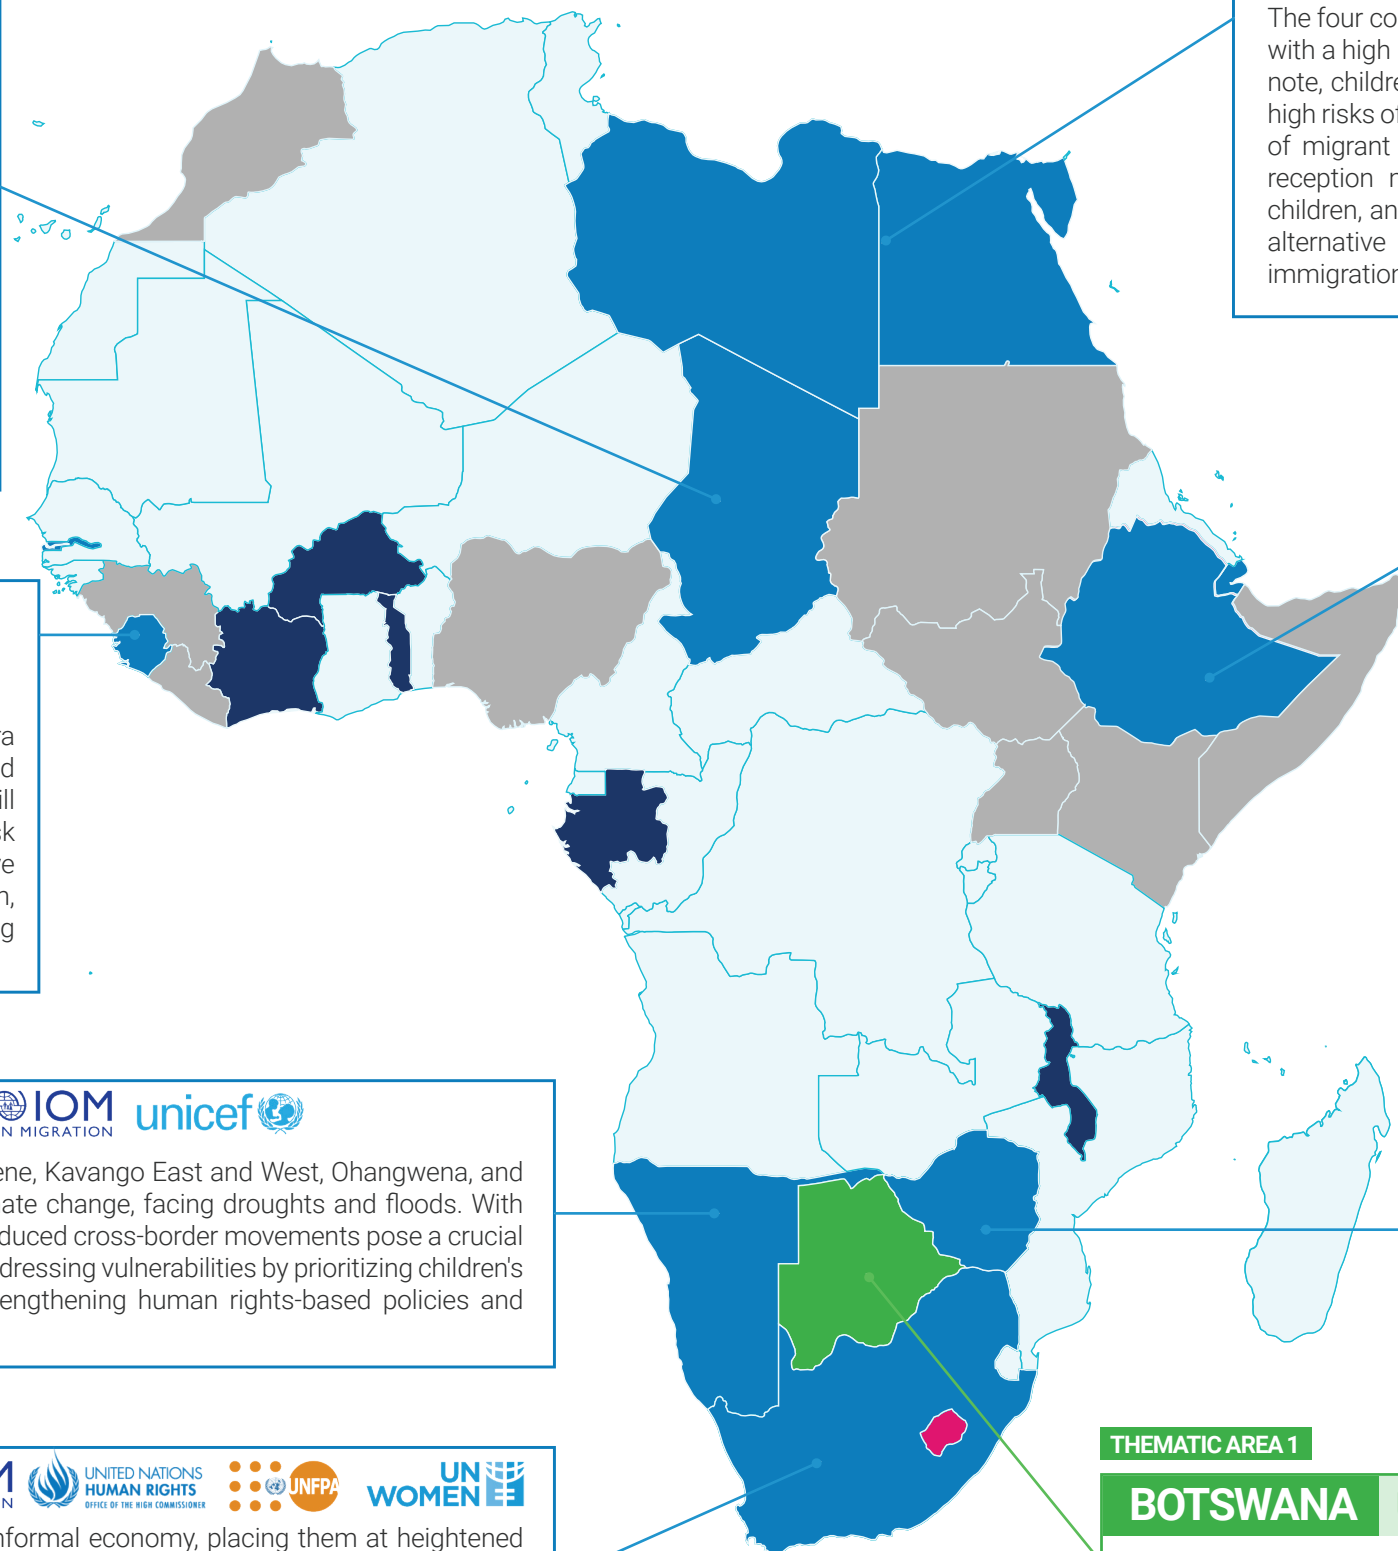 The four co
with a high
note, childre
high risks of
of migrant
reception
children, an
alternative
immigration
ra
d
ill
sk
e
n,
g
IOM
N MIGRATION
unicef
ene, Kavango East and West, Ohangwena, and
ate change, facing droughts and floods. With
duced cross-border movements pose a crucial
dressing vulnerabilities by prioritizing children's
engthening human rights-based policies and
M
ON
UNITED NATIONS
HUMAN RIGHTS
OFFICE OF THE HIGH COMMISSIONER
UNFPA
UN
WOMEN
nformal economy, placing them at heightened
THEMATIC AREA 1
BOTSWANA